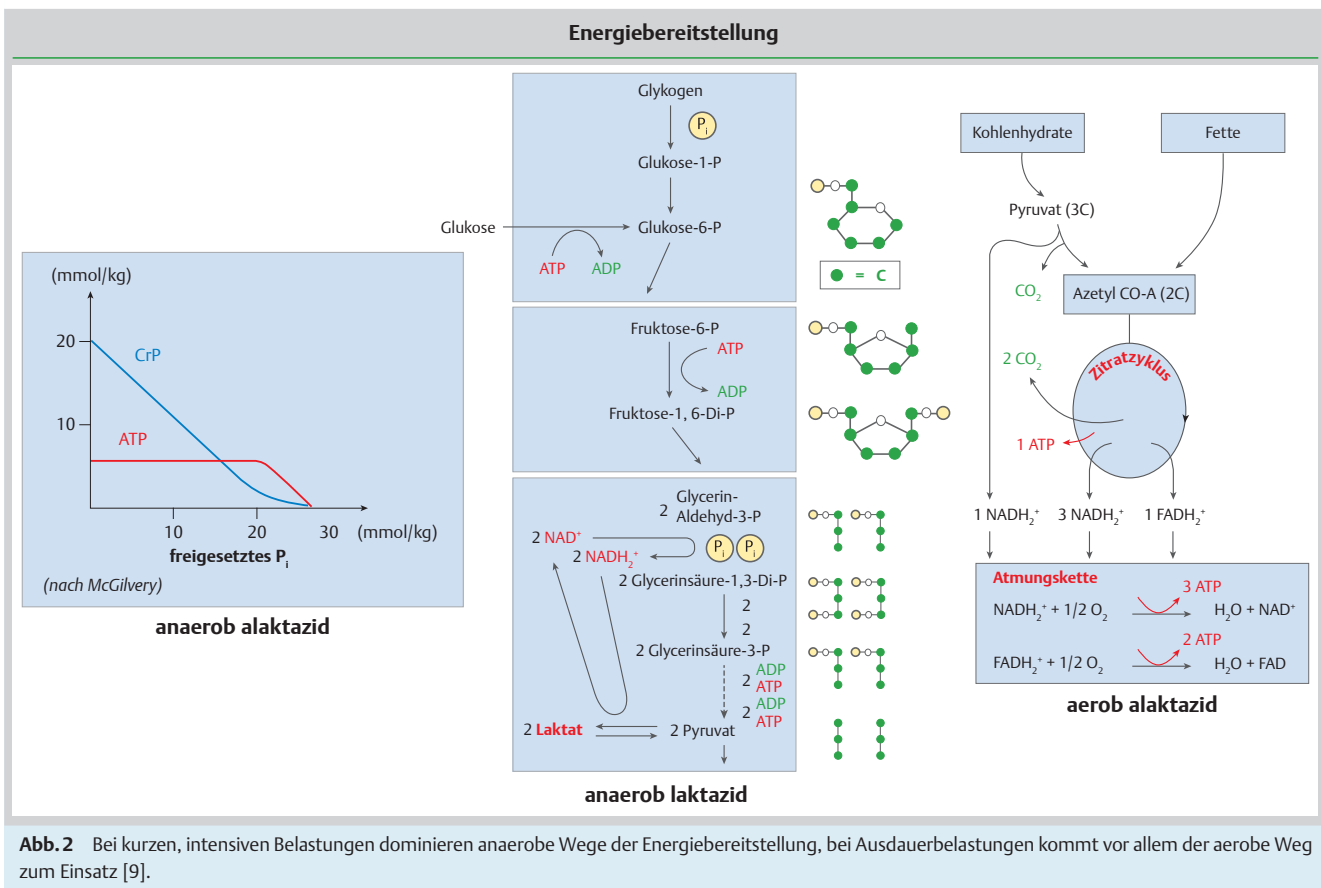 Energiebereitstellung
(mmol/kg)
20
CrP
10
ATP
10 20 30 (mmol/kg)
freigesetztes Pi
(nach McGilvery)
anaerob alaktazid
Glykogen
Pi
Glukose-1-P
Glukose
Glukose-6-P
ATP ADP
Fruktose-6-P
ATP
ADP
Fruktose-1, 6-Di-P
2 Glycerin-
Aldehyd-3-P
2 NAD⁺
2 NADH₂⁺
Pi Pi
2 Glycerinsäure-1,3-Di-P
2
2
2 Glycerinsäure-3-P
2 ADP
ATP
2 ADP
ATP
2 Laktat
2 Pyruvat
anaerob laktazid
= C
Kohlenhydrate
Fette
Pyruvat (3C)
CO₂
Azetyl CO-A (2C)
2 CO₂
Zitratzyklus
1 ATP
1 NADH₂⁺ 3 NADH₂⁺ 1 FADH₂⁺
Atmungskette
3 ATP
NADH₂⁺ + 1/2 O₂ H₂O + NAD⁺
2 ATP
FADH₂⁺ + 1/2 O₂ H₂O + FAD
aerob alaktazid
Abb. 2 Bei kurzen, intensiven Belastungen dominieren anaerobe Wege der Energiebereitstellung, bei Ausdauerbelastungen kommt vor allem der aerobe Weg
zum Einsatz [9].